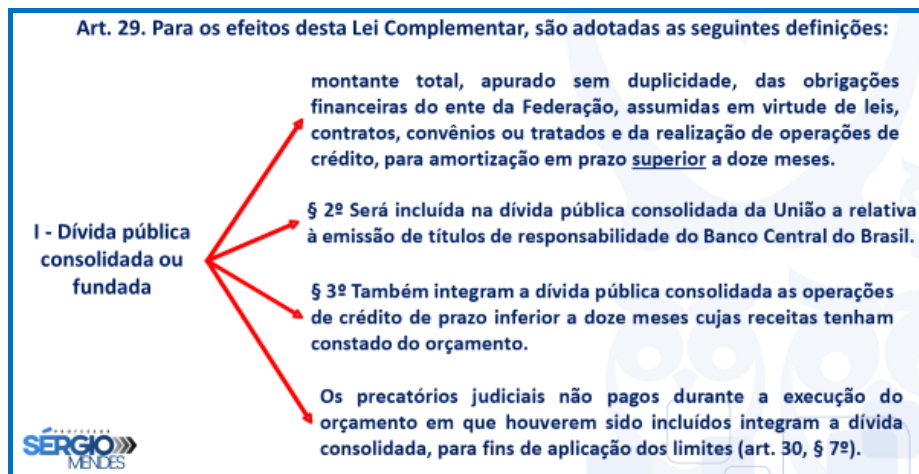 Art. 29. Para os efeitos desta Lei Complementar, são adotadas as seguintes definições:
montante total, apurado sem duplicidade, das obrigações
financeiras do ente da Federação, assumidas em virtude de leis,
contratos, convênios ou tratados e da realização de operações de
crédito, para amortização em prazo superior a doze meses.
§ 2º Será incluída na dívida pública consolidada da União a relativa
à emissão de títulos de responsabilidade do Banco Central do Brasil.
I - Dívida pública
consolidada ou
fundada
§ 3º Também integram a dívida pública consolidada as operações
de crédito de prazo inferior a doze meses cujas receitas tenham
constado do orçamento.
Os precatórios judiciais não pagos durante a execução do
orçamento em que houverem sido incluídos integram a dívida
consolidada, para fins de aplicação dos limites (art. 30, § 7º).
PROFESSOR
SÉRGIO
MENDES